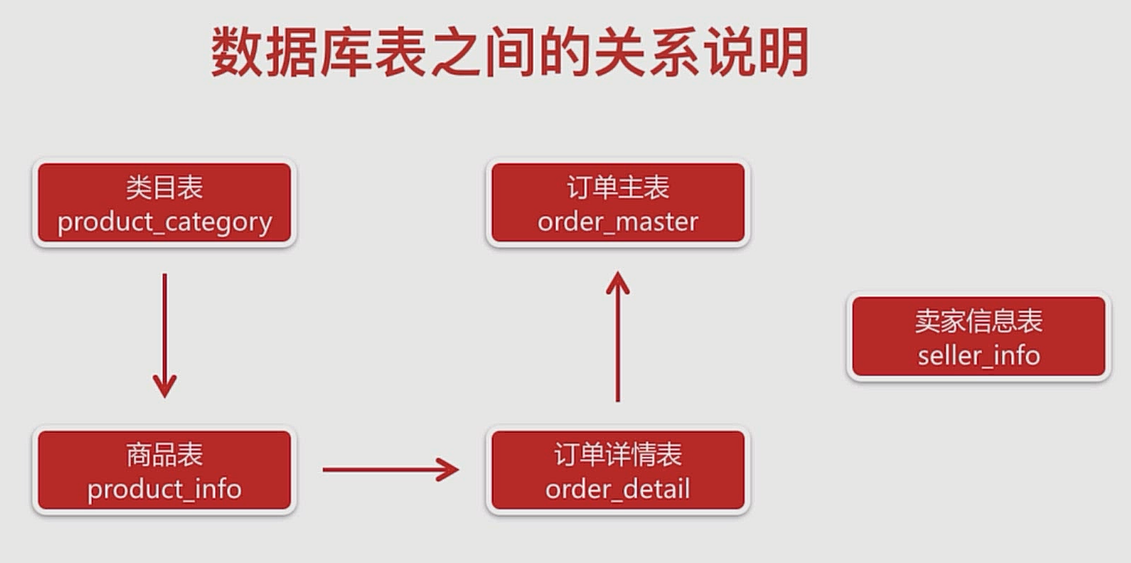 数据库表之间的关系说明
类目表
product_category
订单主表
order_master
卖家信息表
seller_info
商品表
product_info
订单详情表
order_detail